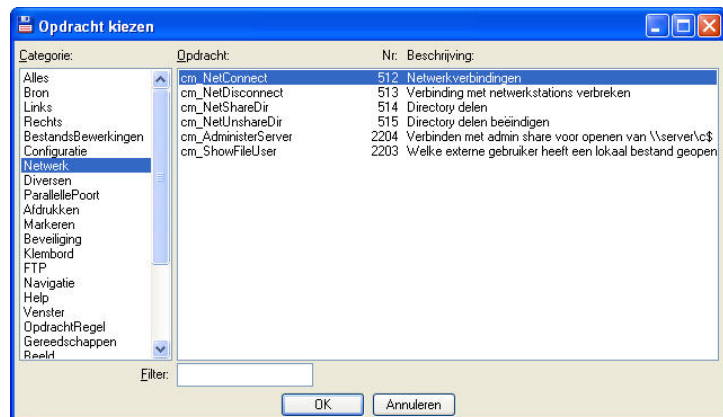 Opdracht kiezen
Categorie:
Opdracht:
Nr.
Beschrijving:
Alles
Bron
Links
Rechts
BestandsBewerkingen
Configuratie
Netwerk
Diversen
ParallellePoort
Afdrukken
Markeren
Beveiliging
Klembord
FTP
Navigatie
Help
Venster
OpdrachtRegel
Gereedschappen
Beeld
cm_NetConnect 512 Netwerkverbindingen
cm_NetDisconnect 513 Verbinding met netwerkstations verbreken
cm_NetShareDir 514 Directory delen
cm_NetUnshareDir 515 Directory delen beëindigen
cm_AdministerServer 2204 Verbinden met admin share voor openen van \\server\c$
cm_ShowFileUser 2203 Welke externe gebruiker heeft een lokaal bestand geopen
Filter:
OK
Annuleren